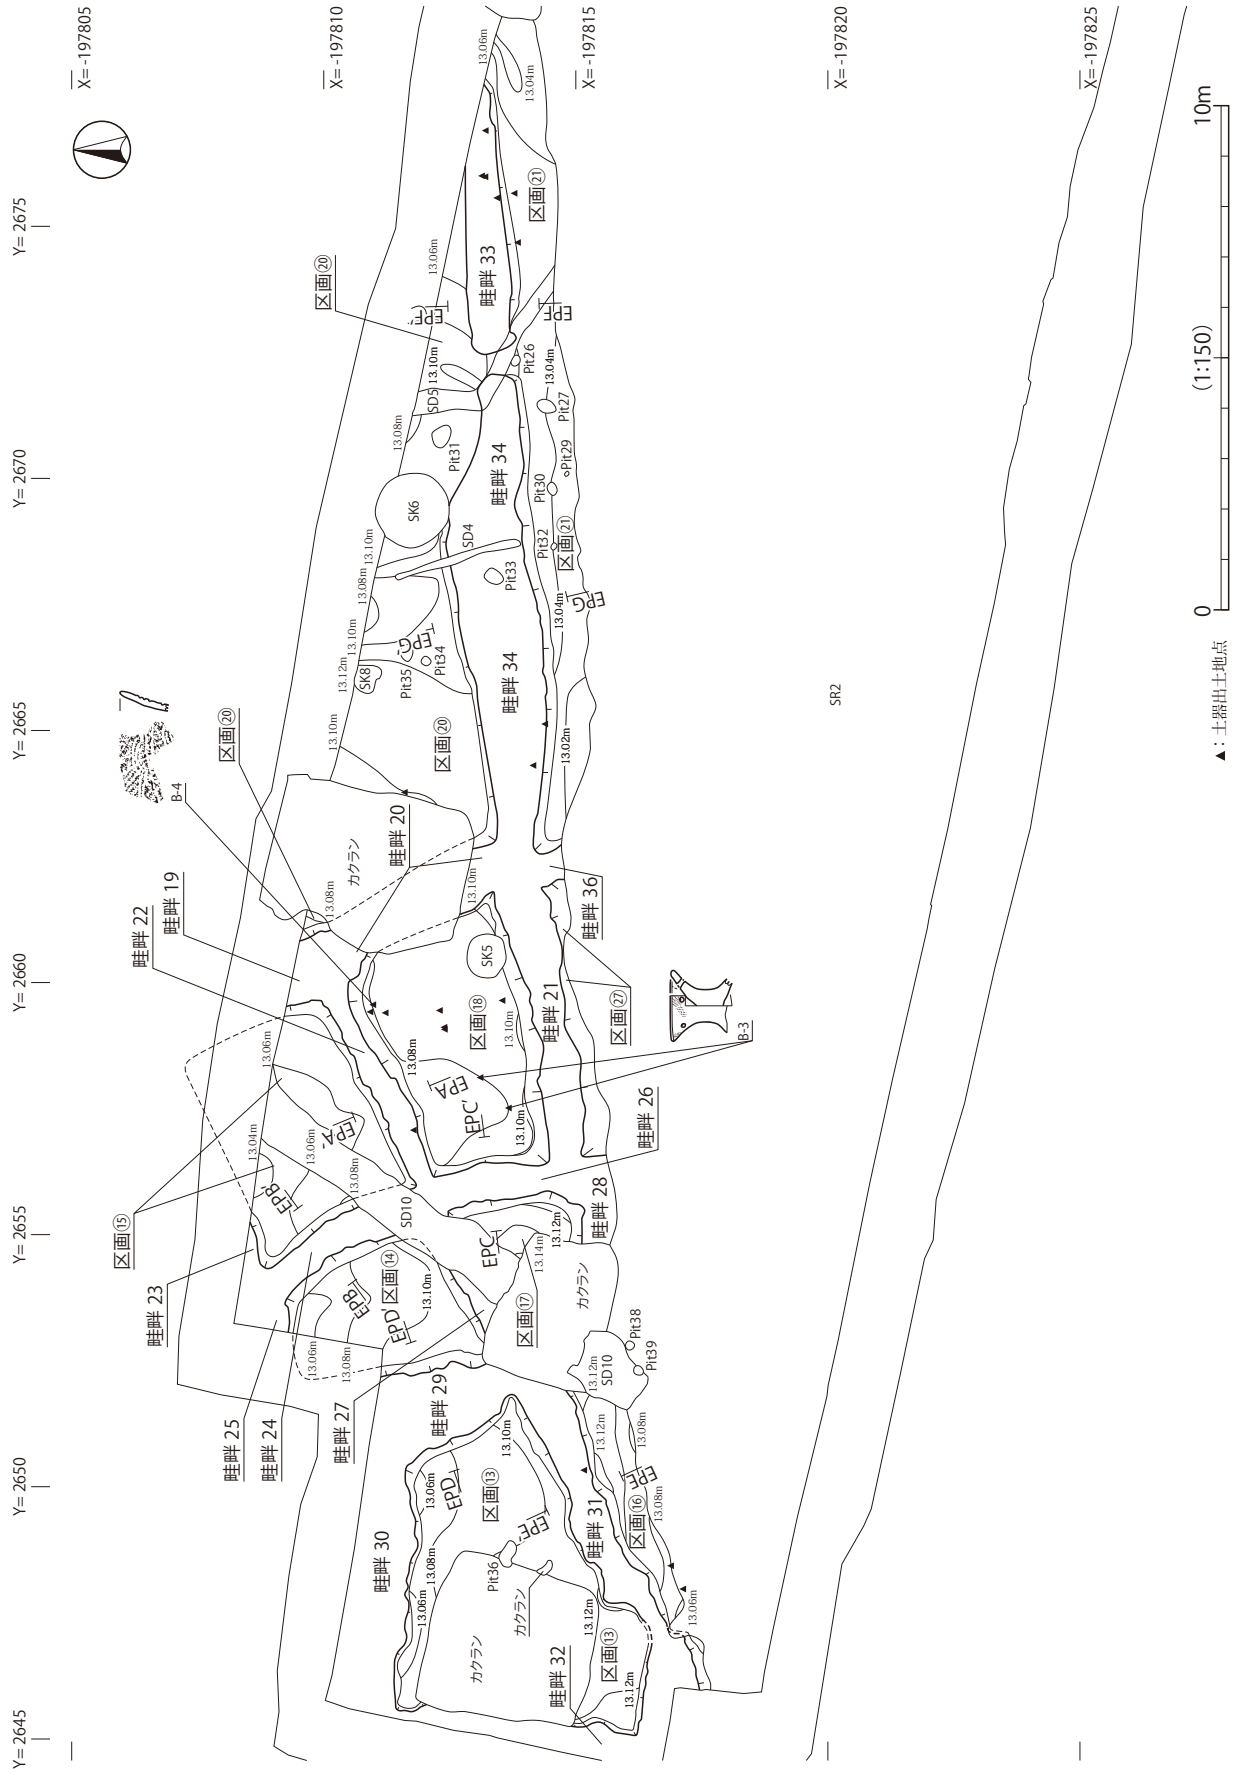 Y= 2645
Y= 2650
Y= 2655
Y= 2660
Y= 2665
Y= 2670
Y= 2675
X= -197805
X= -197810
X= -197815
X= -197820
X= -197825
畦畔 23
畦畔 25
畦畔 24
畦畔 27
畦畔 29
畦畔 30
畦畔 32
畦畔 31
畦畔 28
畦畔 26
畦畔 22
畦畔 19
畦畔 20
畦畔 21
畦畔 36
畦畔 34
畦畔 34
畦畔 33
区画⑮
区画⑭
区画⑬
区画⑬
区画⑯
区画⑰
区画⑱
区画⑳
区画⑳
区画⑳
区画㉑
区画㉑
区画㉗
B-4
B-3
カクラン
カクラン
カクラン
カクラン
SD10
SD10
SD4
SD5
SK5
SK6
SK8
SR2
Pit26
Pit27
Pit29
Pit30
Pit31
Pit32
Pit33
Pit34
Pit35
Pit36
Pit38
Pit39
EPA
EPA'
EPB
EPB'
EPC
EPC'
EPD
EPD'
EPE
EPE'
EPF
EPF'
EPG
EPG'
13.06m
13.08m
13.06m
13.08m
13.10m
13.12m
13.12m
13.06m
13.08m
13.10m
13.04m
13.06m
13.08m
13.06m
13.12m
13.14m
13.12m
13.12m
13.08m
13.08m
13.06m
13.08m
13.10m
13.10m
13.08m
13.10m
13.10m
13.12m
13.10m
13.08m
13.10m
13.08m
13.10m
13.06m
13.06m
13.04m
13.04m
13.04m
13.02m
0
(1:150)
10m
▲：土器出土地点